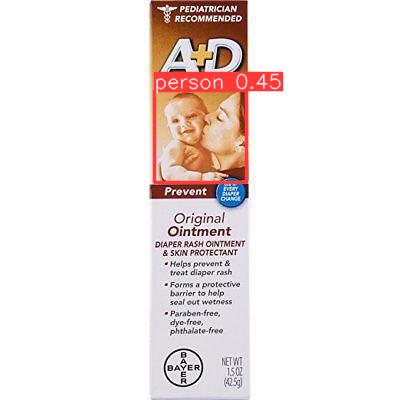 PEDIATRICIAN
RECOMMENDED
A+D
person 0.45
Prevent
EVERY
DIAPER
CHANGE
Original
Ointment
DIAPER RASH OINTMENT
& SKIN PROTECTANT
• Helps prevent &
treat diaper rash
• Forms a protective
barrier to help
seal out wetness
• Paraben-free,
dye-free,
phthalate-free
BAYER
BAYER
NET WT
1.5 OZ
(42.5g)